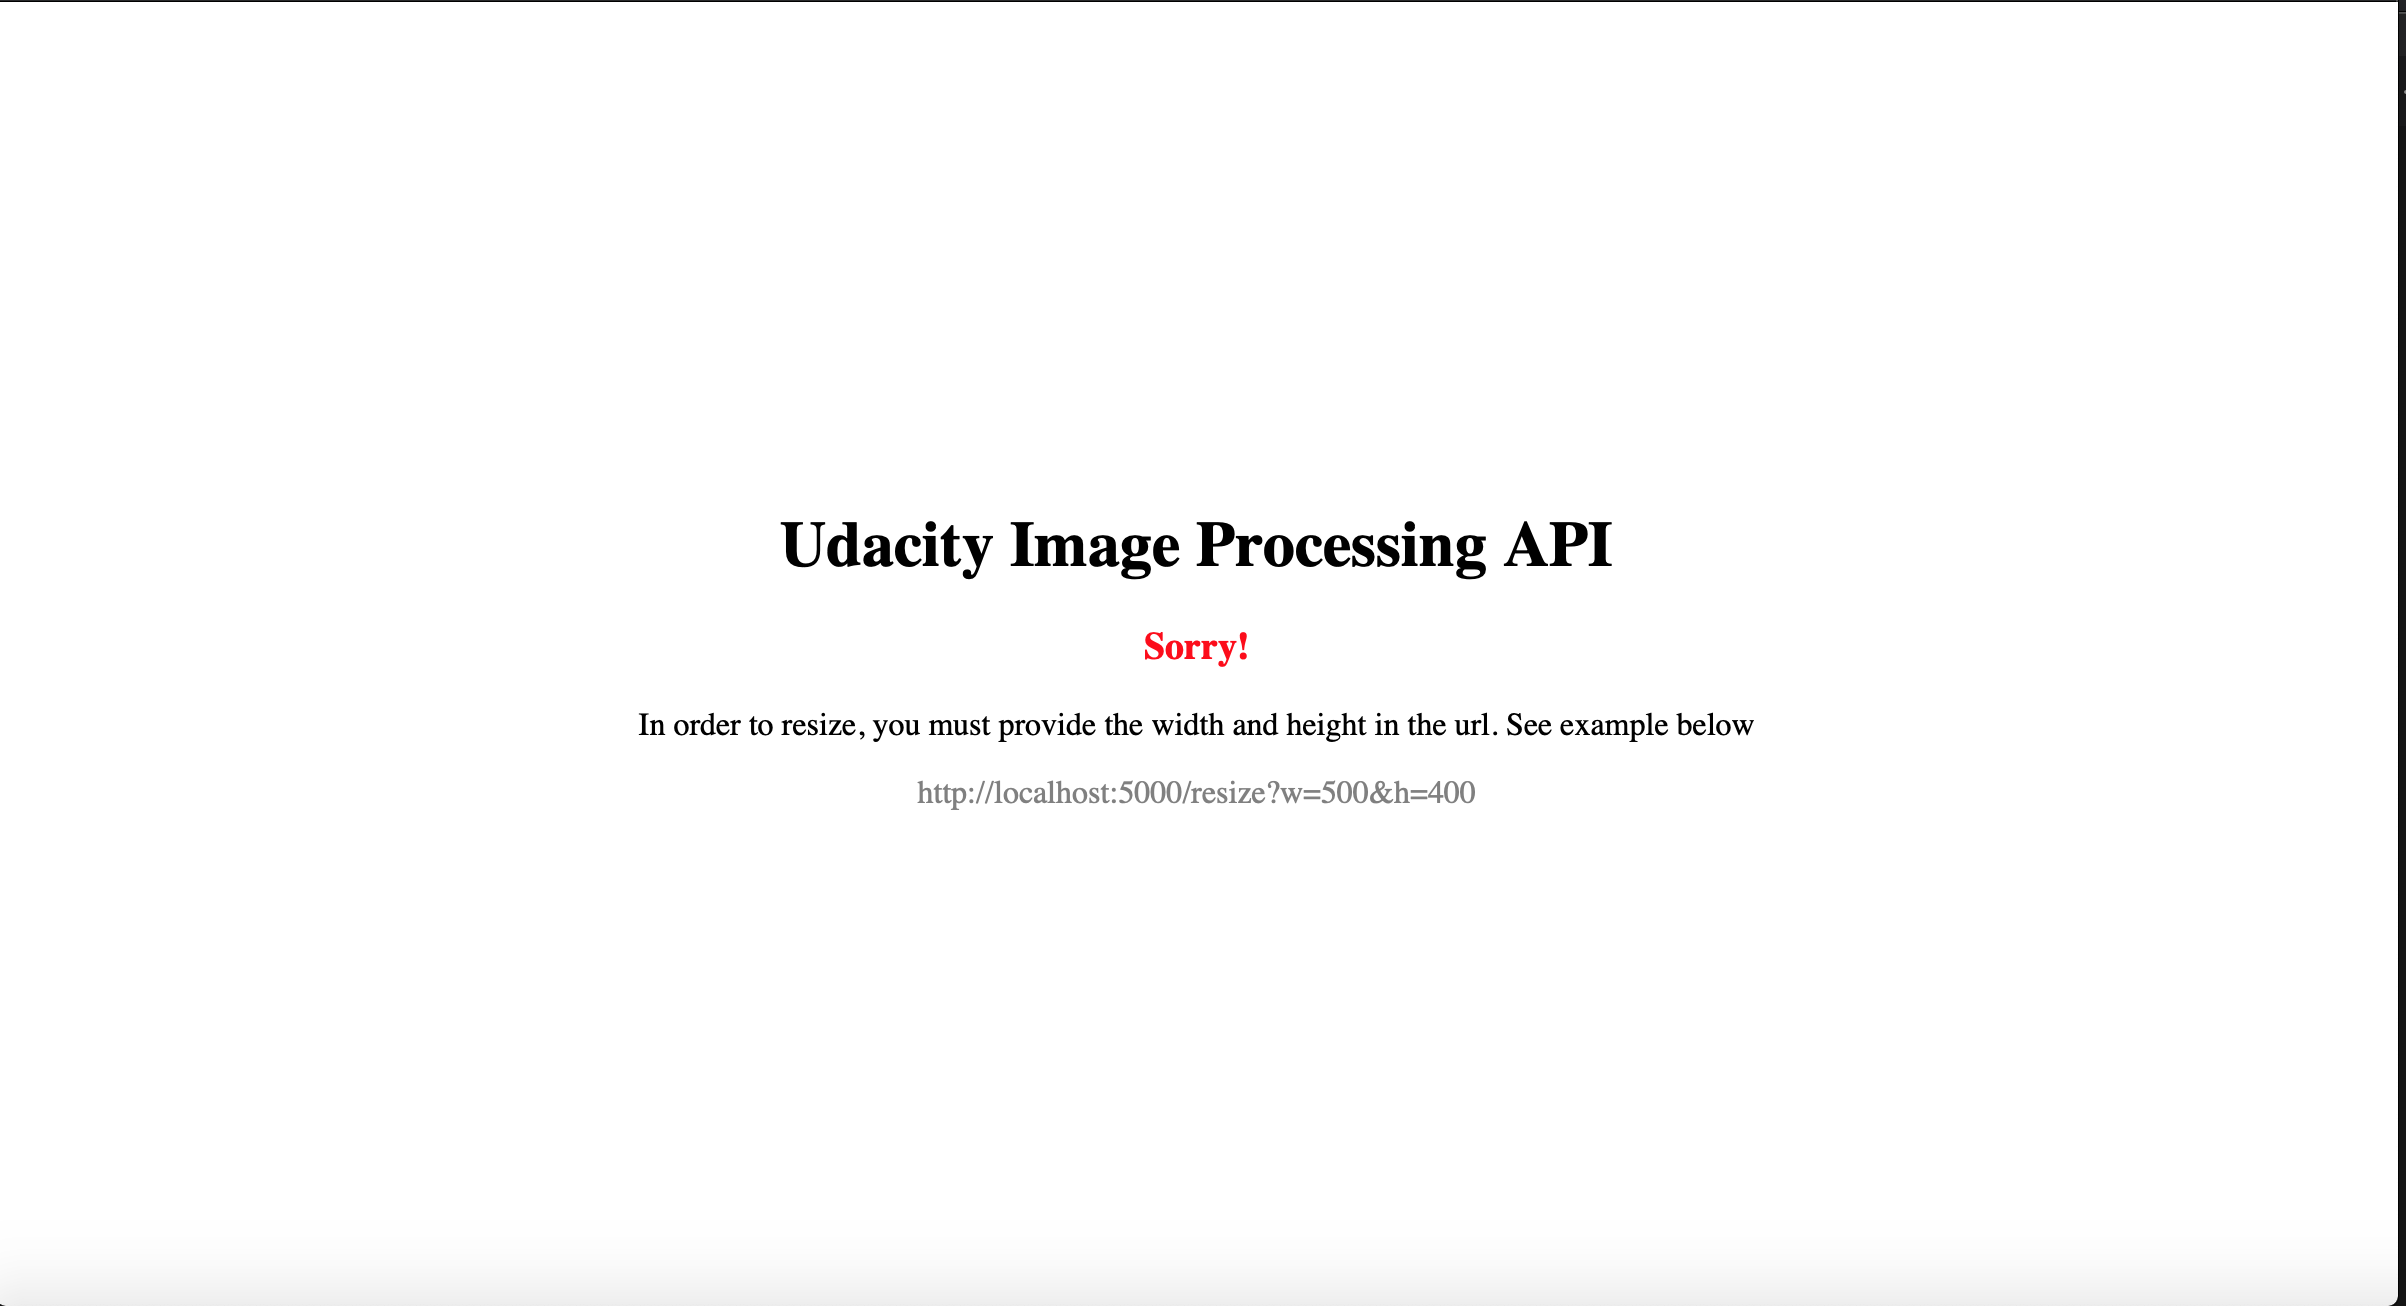 Udacity Image Processing API
Sorry!
In order to resize, you must provide the width and height in the url. See example below
http://localhost:5000/resize?w=500&h=400